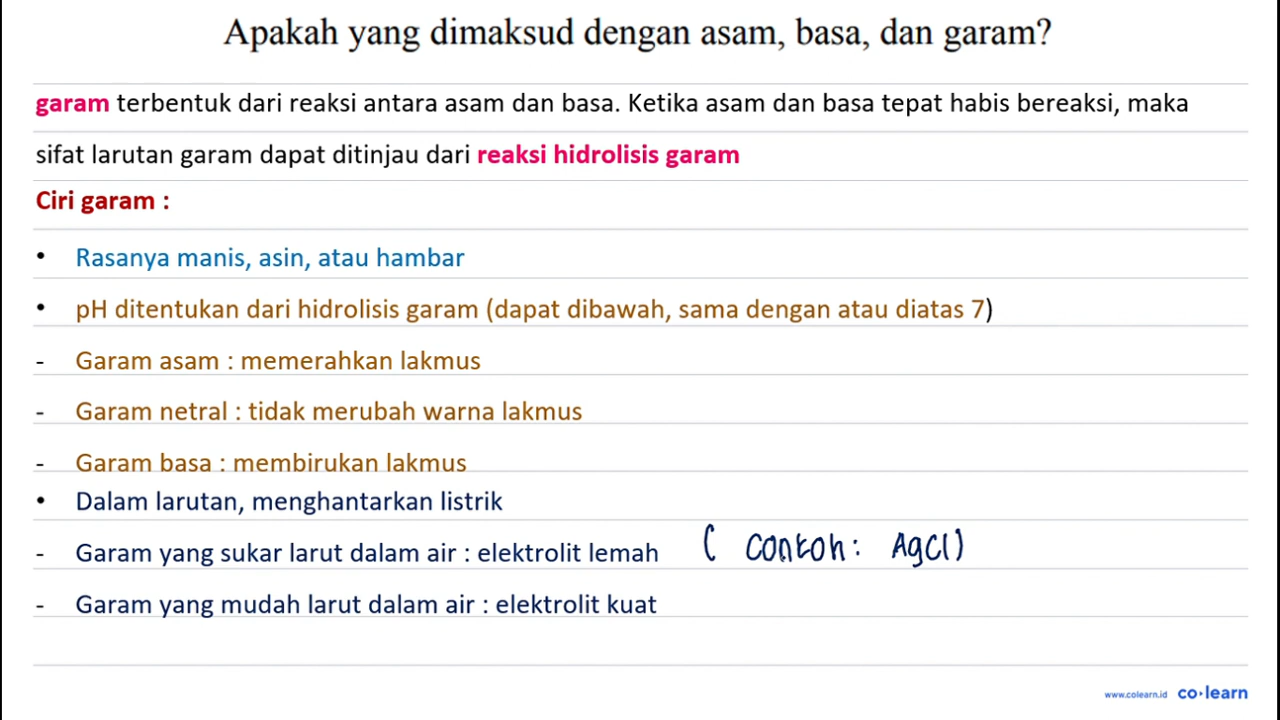 Apakah yang dimaksud dengan asam, basa, dan garam?
garam terbentuk dari reaksi antara asam dan basa. Ketika asam dan basa tepat habis bereaksi, maka
sifat larutan garam dapat ditinjau dari reaksi hidrolisis garam
Ciri garam :
• Rasanya manis, asin, atau hambar
• pH ditentukan dari hidrolisis garam (dapat dibawah, sama dengan atau diatas 7)
- Garam asam : memerahkan lakmus
- Garam netral : tidak merubah warna lakmus
- Garam basa : membirukan lakmus
• Dalam larutan, menghantarkan listrik
- Garam yang sukar larut dalam air : elektrolit lemah ( Contoh: AgCl)
- Garam yang mudah larut dalam air : elektrolit kuat
www.colearn.id co·learn